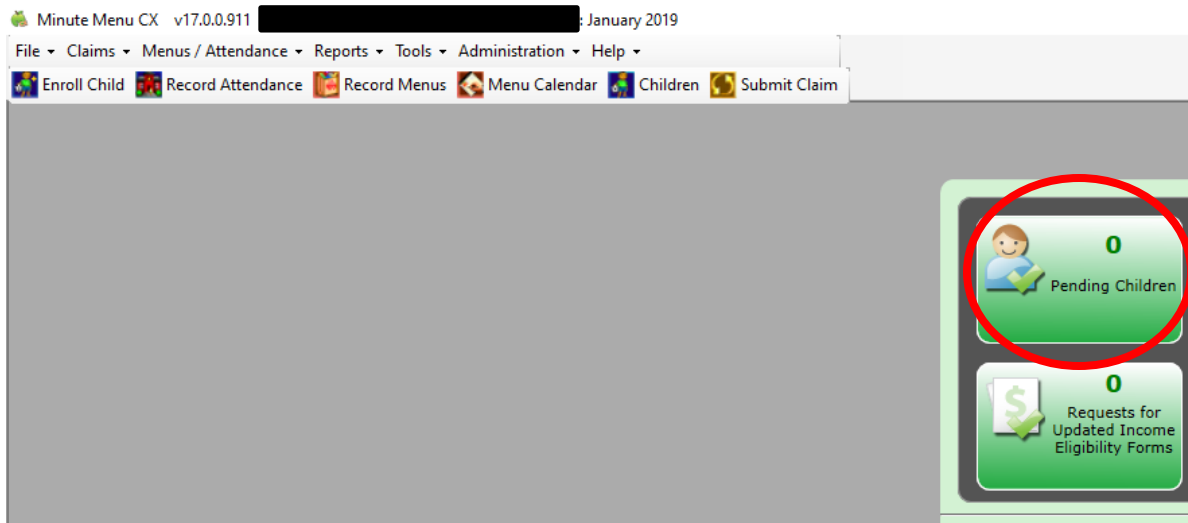 Minute Menu CX v17.0.0.911 : January 2019
File Claims Menus / Attendance Reports Tools Administration Help
Enroll Child Record Attendance Record Menus Menu Calendar Children Submit Claim
0
Pending Children
0
Requests for
Updated Income
Eligibility Forms